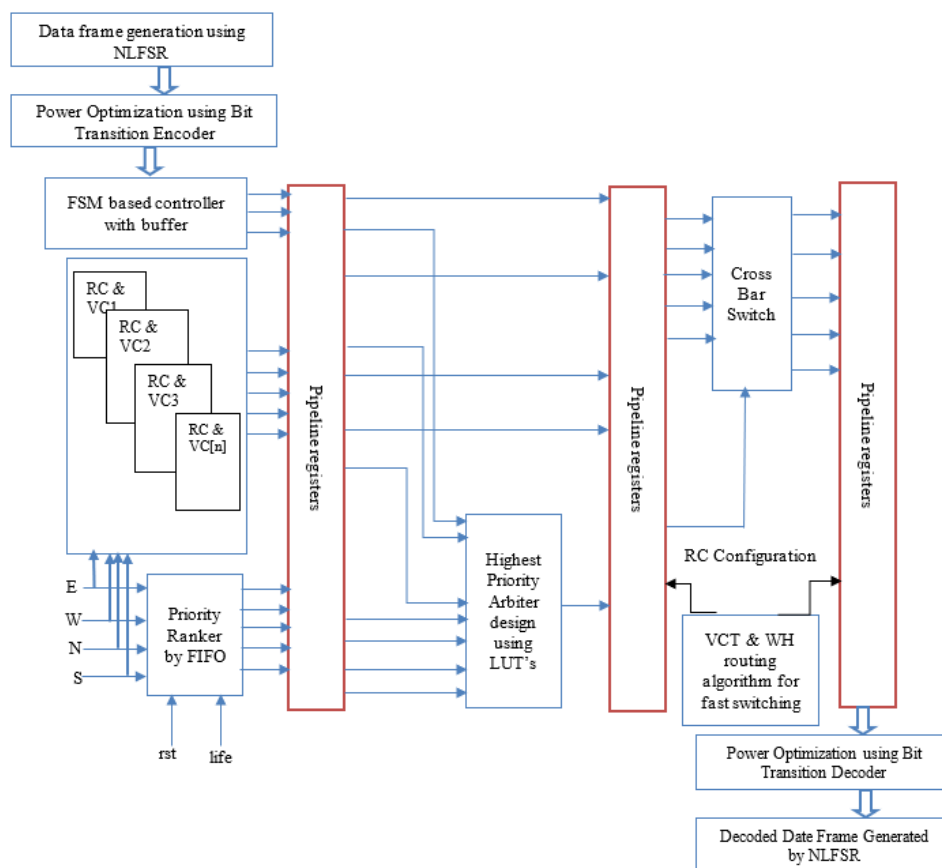 Data frame generation using
NLFSR
Power Optimization using Bit
Transition Encoder
FSM based controller
with buffer
RC &
VC1
RC &
VC2
RC &
VC3
RC &
VC[n]
E
W
N
S
Priority
Ranker
by FIFO
rst
life
Pipeline registers
Highest
Priority
Arbiter
design
using
LUT's
Pipeline registers
Cross
Bar
Switch
RC Configuration
VCT & WH
routing
algorithm for
fast switching
Pipeline registers
Power Optimization using Bit
Transition Decoder
Decoded Date Frame Generated
by NLFSR